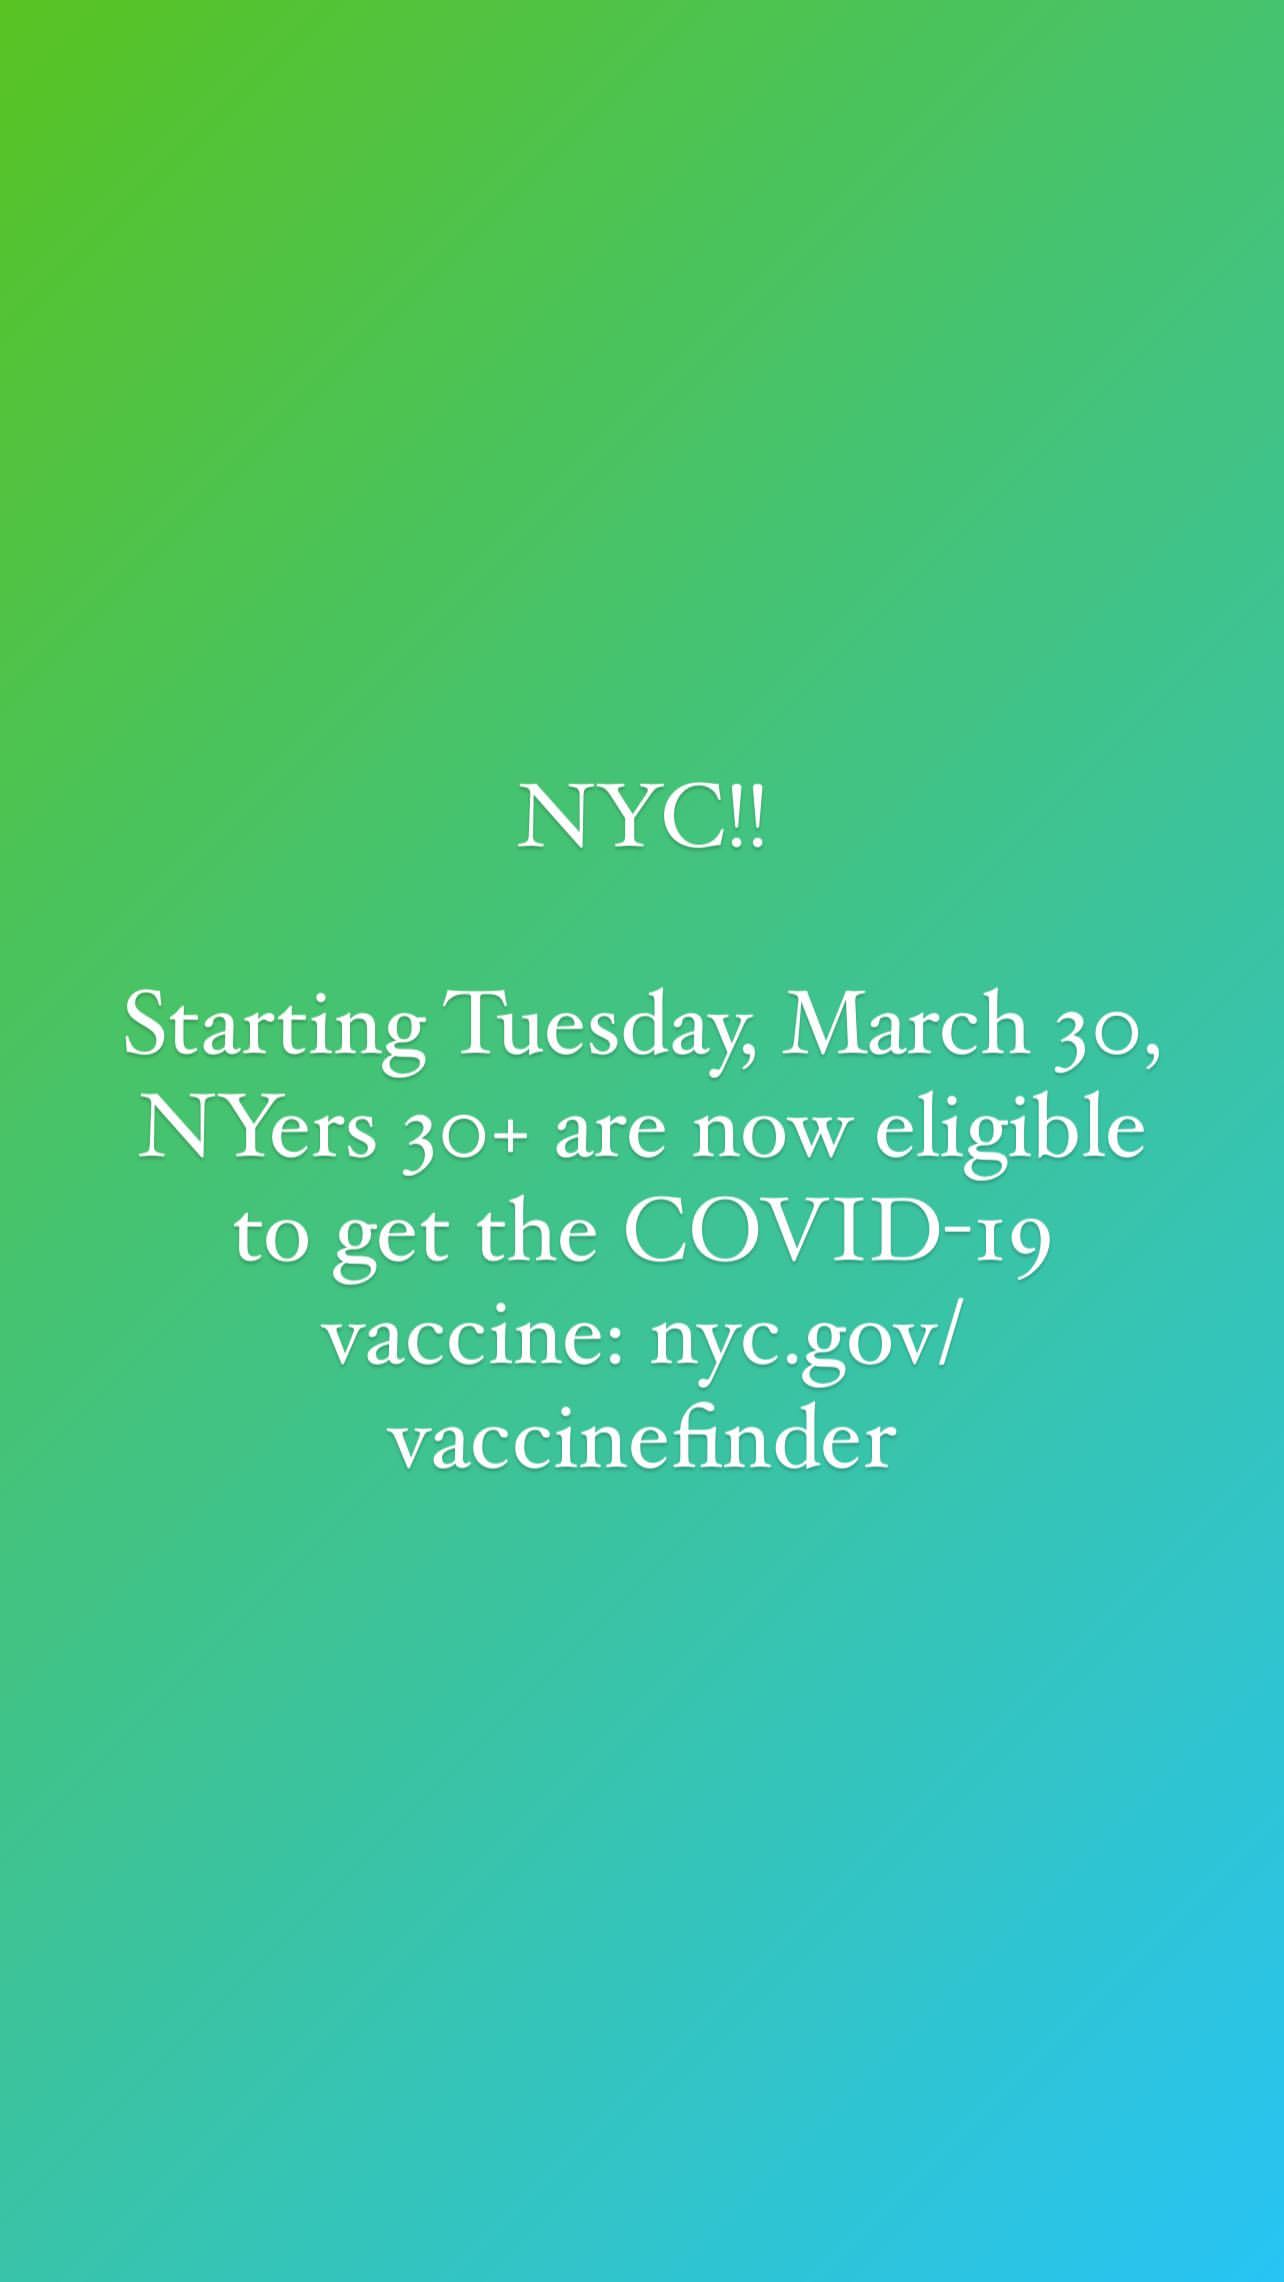 NYC!!
Starting Tuesday, March 30,
NYers 30+ are now eligible
to get the COVID-19
vaccine: nyc.gov/
vaccinefinder